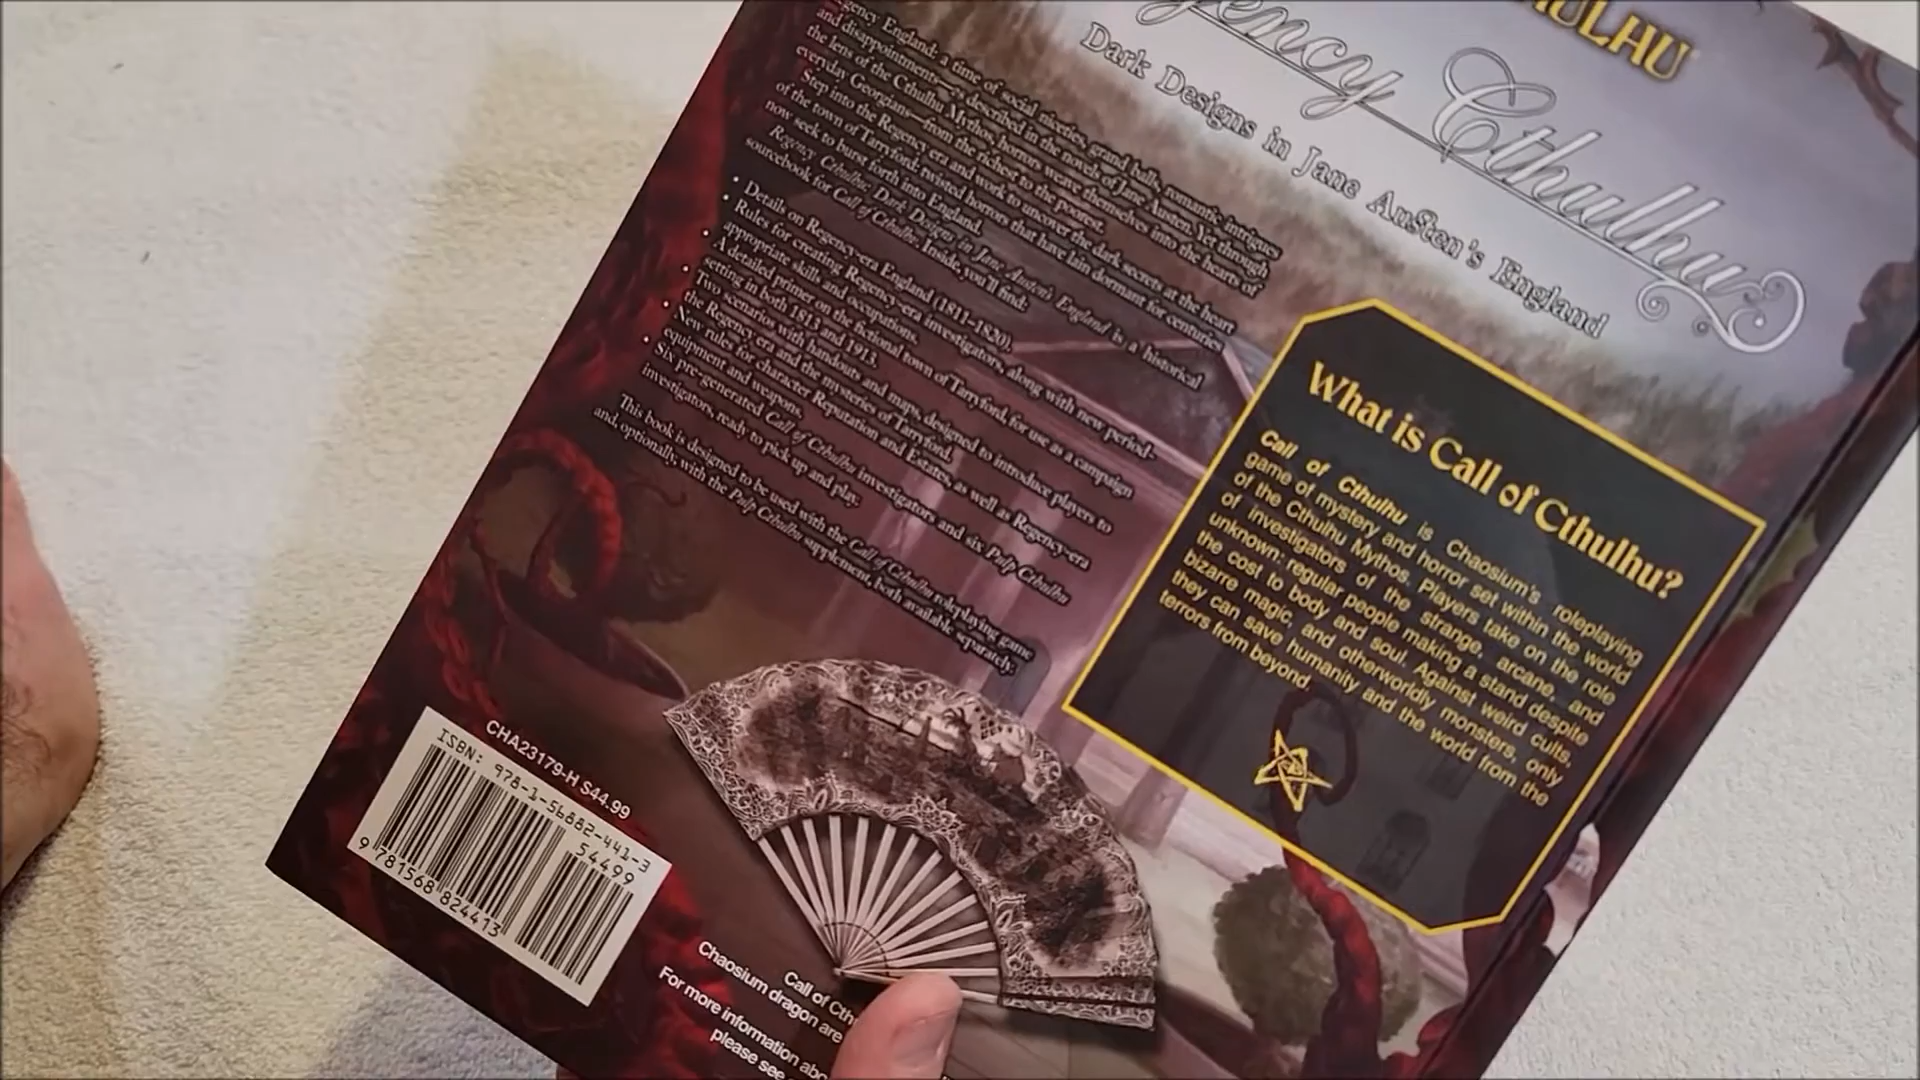 THULHU
gency Cthulhu
Dark Designs in Jane Austen's England
gency England: a time of social niceties, grand balls, romantic intrigues
and disappointments—as described in the novels of Jane Austen. Yet through
the lens of the Cthulhu Mythos, horrors weave themselves into the hearts of
everyday Georgians—from the richest to the poorest.
Step into the Regency era and work to uncover the dark secrets at the heart
of the town of Tarryford: twisted horrors that have lain dormant for centuries
now seek to burst forth into England.
Regency Cthulhu: Dark Designs in Jane Austen's England is a historical
sourcebook for Call of Cthulhu. Inside, you'll find:
• Details on Regency-era England (1811–1820).
• Rules for creating Regency-era investigators, along with new period-
appropriate skills and occupations.
• A detailed primer on the fictional town of Tarryford, for use as a campaign
setting in both 1813 and 1913.
• Two scenarios with handouts and maps, designed to introduce players to
the Regency era and the mysteries of Tarryford.
• New rules for character Reputation and Estates, as well as Regency-era
equipment and weapons.
• Six pre-generated Call of Cthulhu investigators and six Pulp Cthulhu
investigators, ready to pick up and play.
This book is designed to be used with the Call of Cthulhu roleplaying game
and, optionally, with the Pulp Cthulhu supplement, both available separately.
What is Call of Cthulhu?
Call of Cthulhu is Chaosium's roleplaying
game of mystery and horror set within the world
of the Cthulhu Mythos. Players take on the role
of investigators of the strange, arcane, and
unknown: regular people making a stand despite
the cost to body and soul. Against weird cults,
bizarre magic, and otherworldly monsters, only
they can save humanity and the world from the
terrors from beyond.
CHA23179-H $44.99
ISBN: 978-1-56882-441-3
54499
9 781568 824413
Call of Cth
Chaosium dragon are
For more information abo
please see